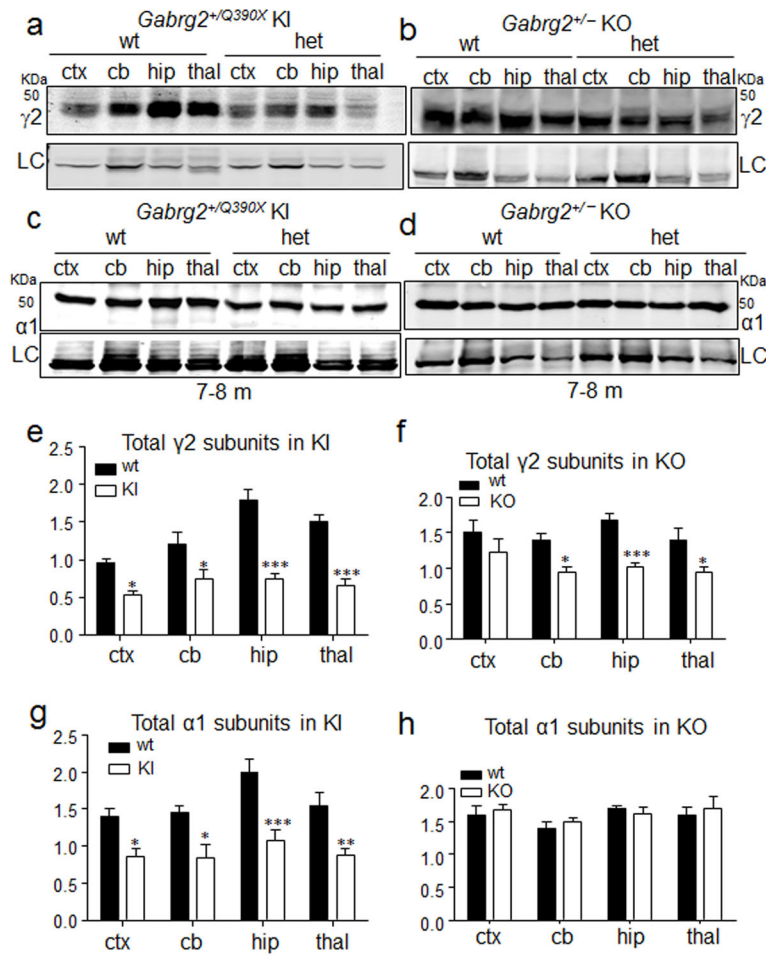 a Gabrg2+/Q390X KI
wt het
ctx cb hip thal ctx cb hip thal
KDa
50
γ2
LC
b Gabrg2+/− KO
wt het
ctx cb hip thal ctx cb hip thal
KDa
50
γ2
LC
c Gabrg2+/Q390X KI
wt het
ctx cb hip thal ctx cb hip thal
KDa
50
α1
LC
7-8 m
d Gabrg2+/− KO
wt het
ctx cb hip thal ctx cb hip thal
KDa
50
α1
LC
7-8 m
e Total γ2 subunits in KI
wt
KI
2.5
2.0
1.5
1.0
0.5
0.0
* * *** ***
ctx cb hip thal
f Total γ2 subunits in KO
wt
KO
2.0
1.5
1.0
0.5
0.0
* *** *
ctx cb hip thal
g Total α1 subunits in KI
wt
KI
2.5
2.0
1.5
1.0
0.5
0.0
* * *** **
ctx cb hip thal
h Total α1 subunits in KO
wt
KO
2.0
1.5
1.0
0.5
0.0
ctx cb hip thal